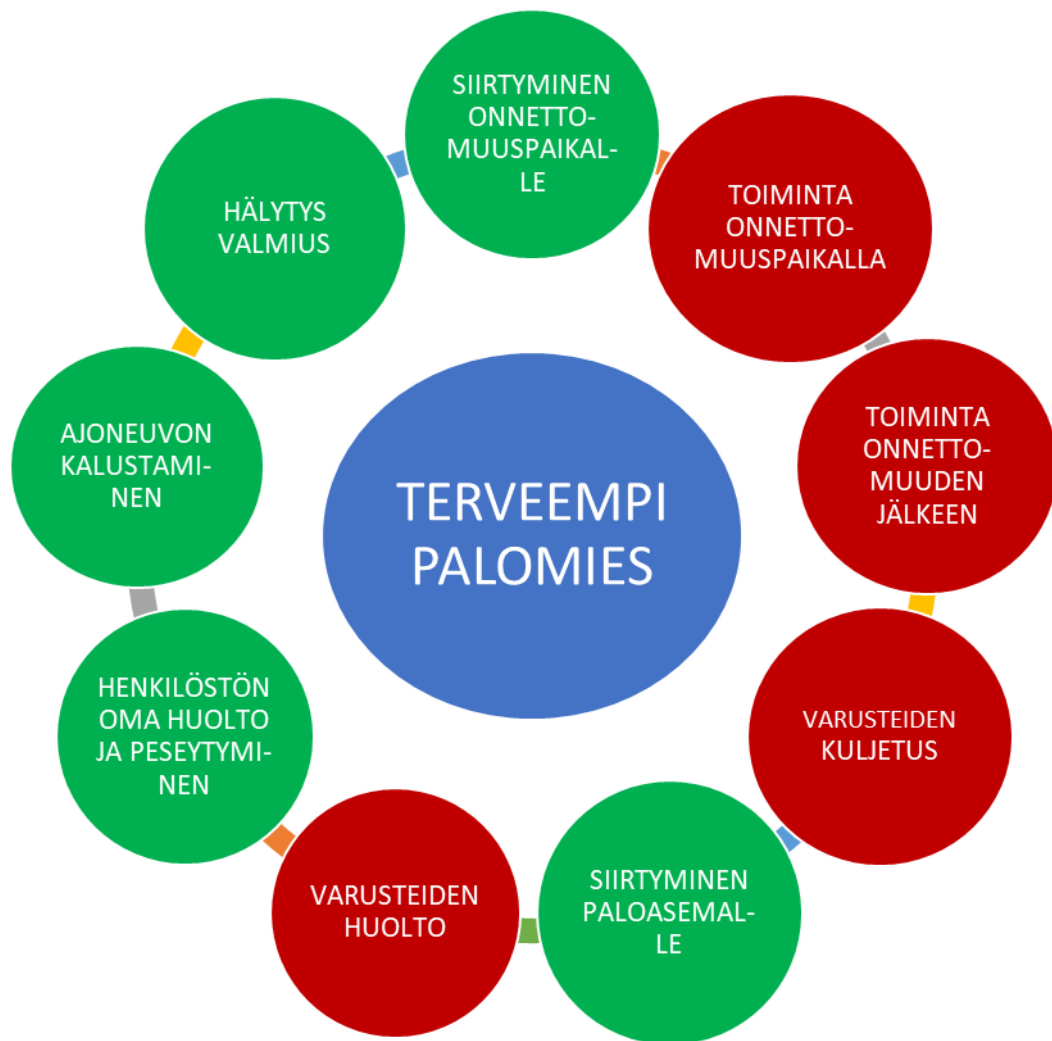 SIIRTYMINEN
ONNETTO-
MUUSPAIKAL-
LE
TOIMINTA
ONNETTO-
MUUSPAIKALLA
TOIMINTA
ONNETTO-
MUUDEN
JÄLKEEN
VARUSTEIDEN
KULJETUS
SIIRTYMINEN
PALOASEMAL-
LE
VARUSTEIDEN
HUOLTO
HENKILÖSTÖN
OMA HUOLTO
JA PESEYTYMI-
NEN
AJONEUVON
KALUSTAMI-
NEN
HÄLYTYS
VALMIUS
TERVEEMPI
PALOMIES